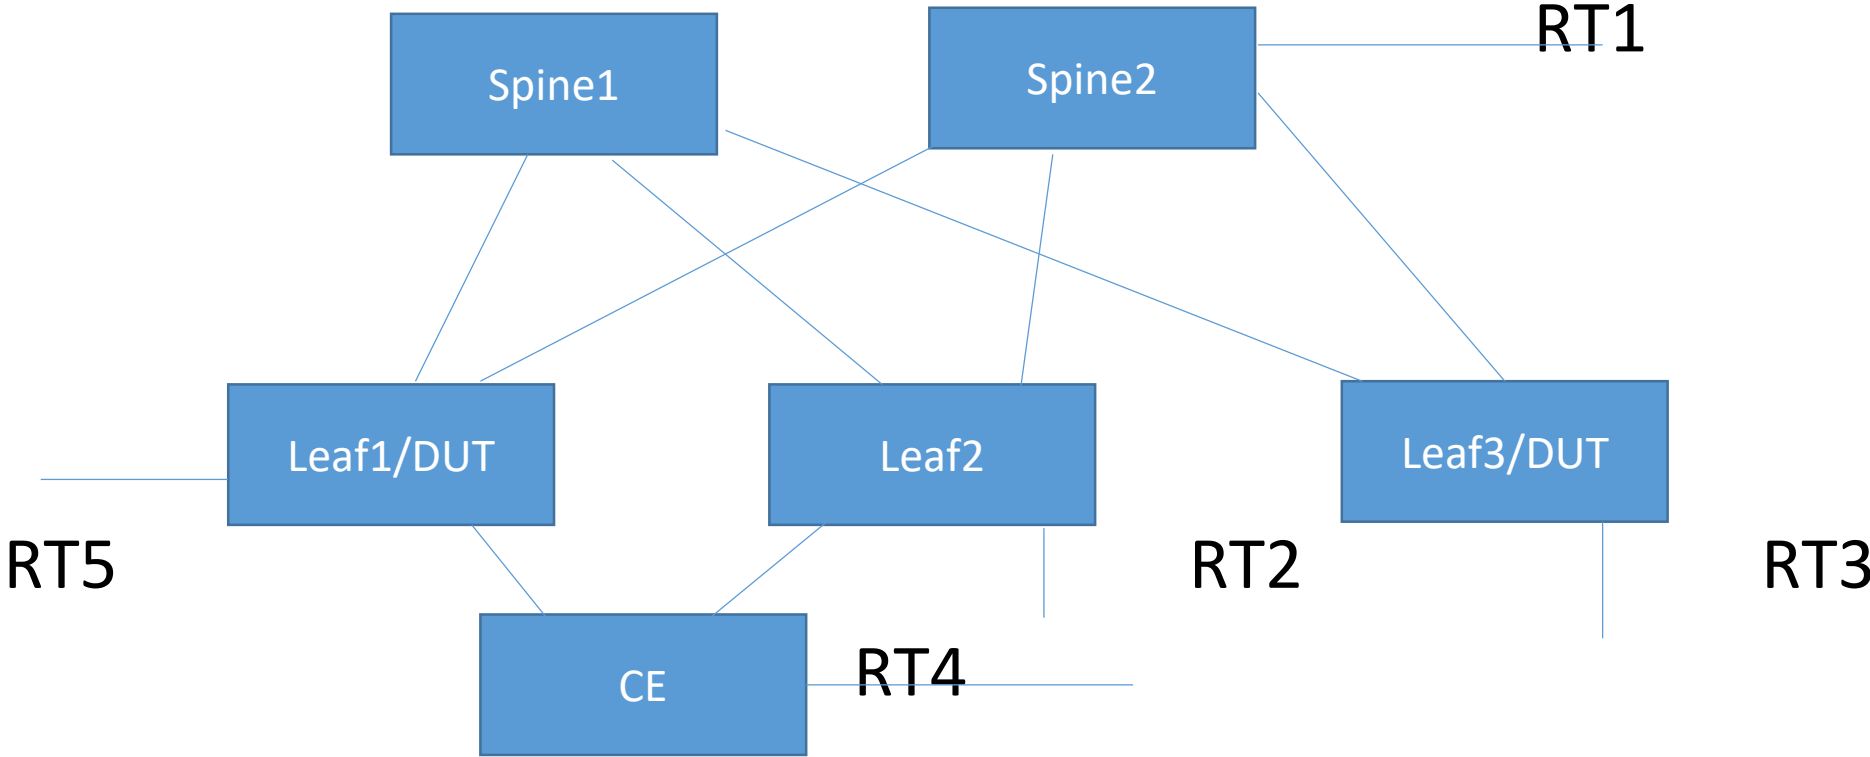 RT1
Spine1
Spine2
Leaf1/DUT
Leaf2
Leaf3/DUT
RT5
RT2
RT3
RT4
CE